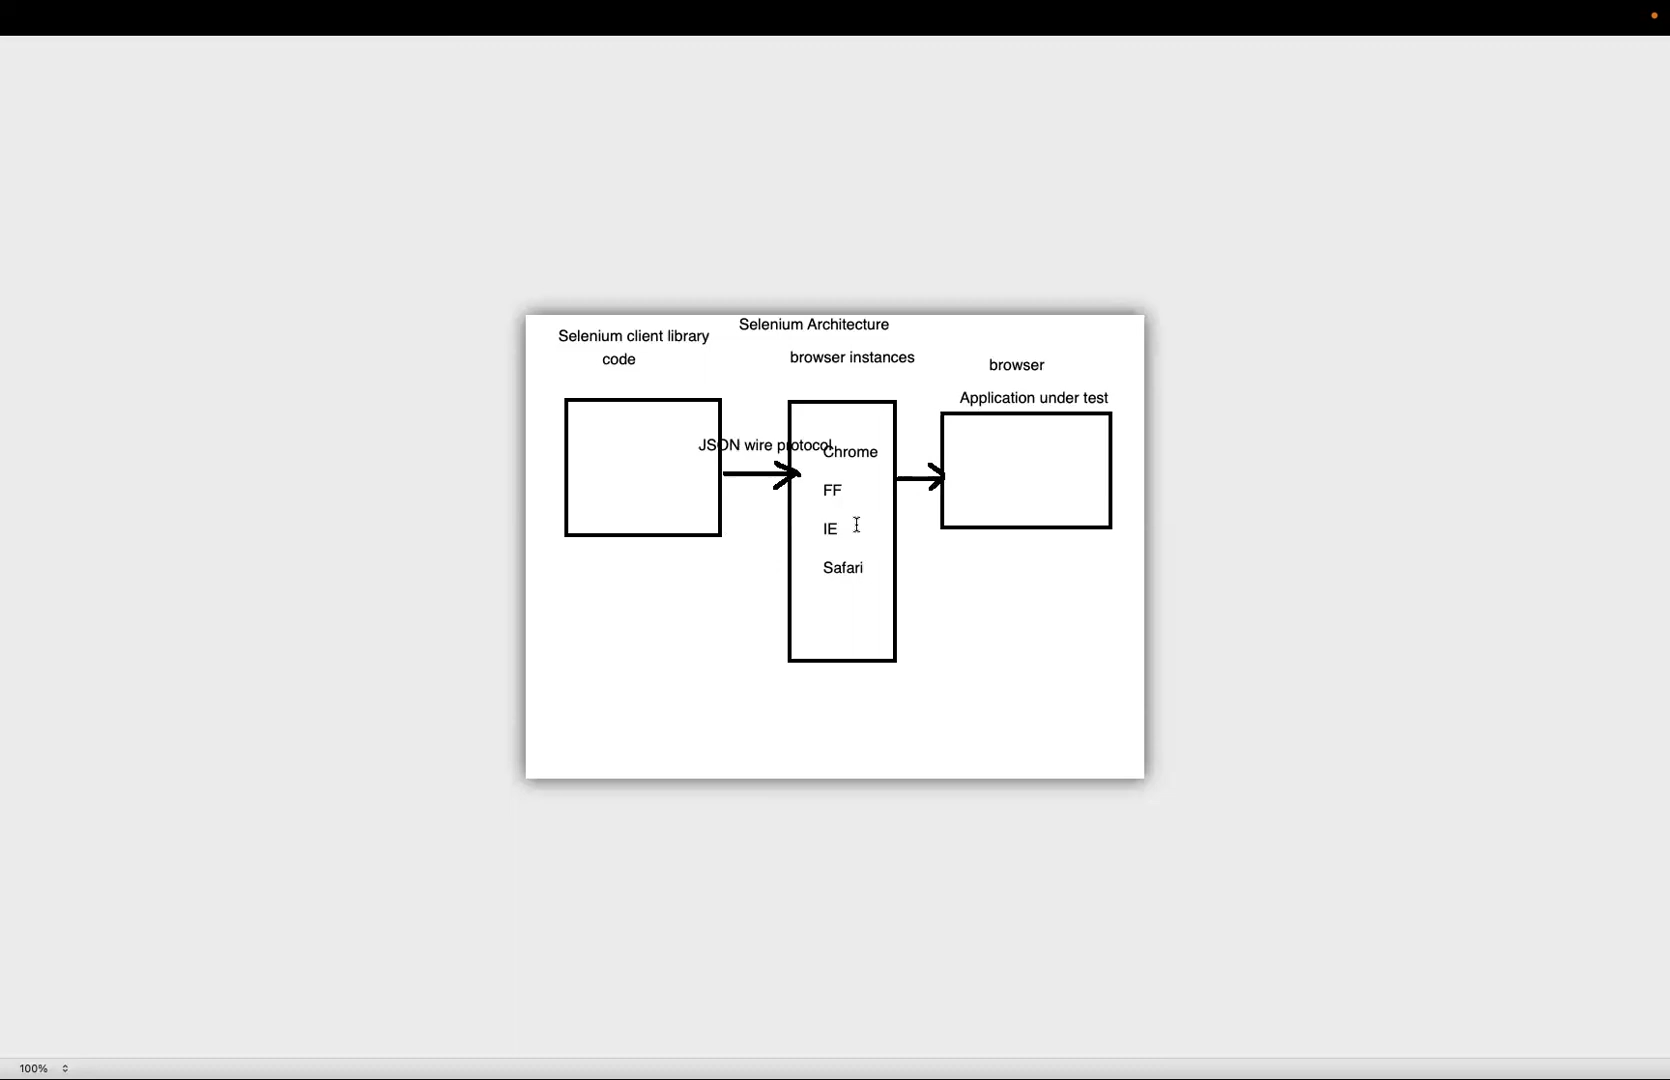 Selenium Architecture
Selenium client library
code
browser instances
browser
Application under test
JSON wire protocol
Chrome
FF
IE
Safari
100%